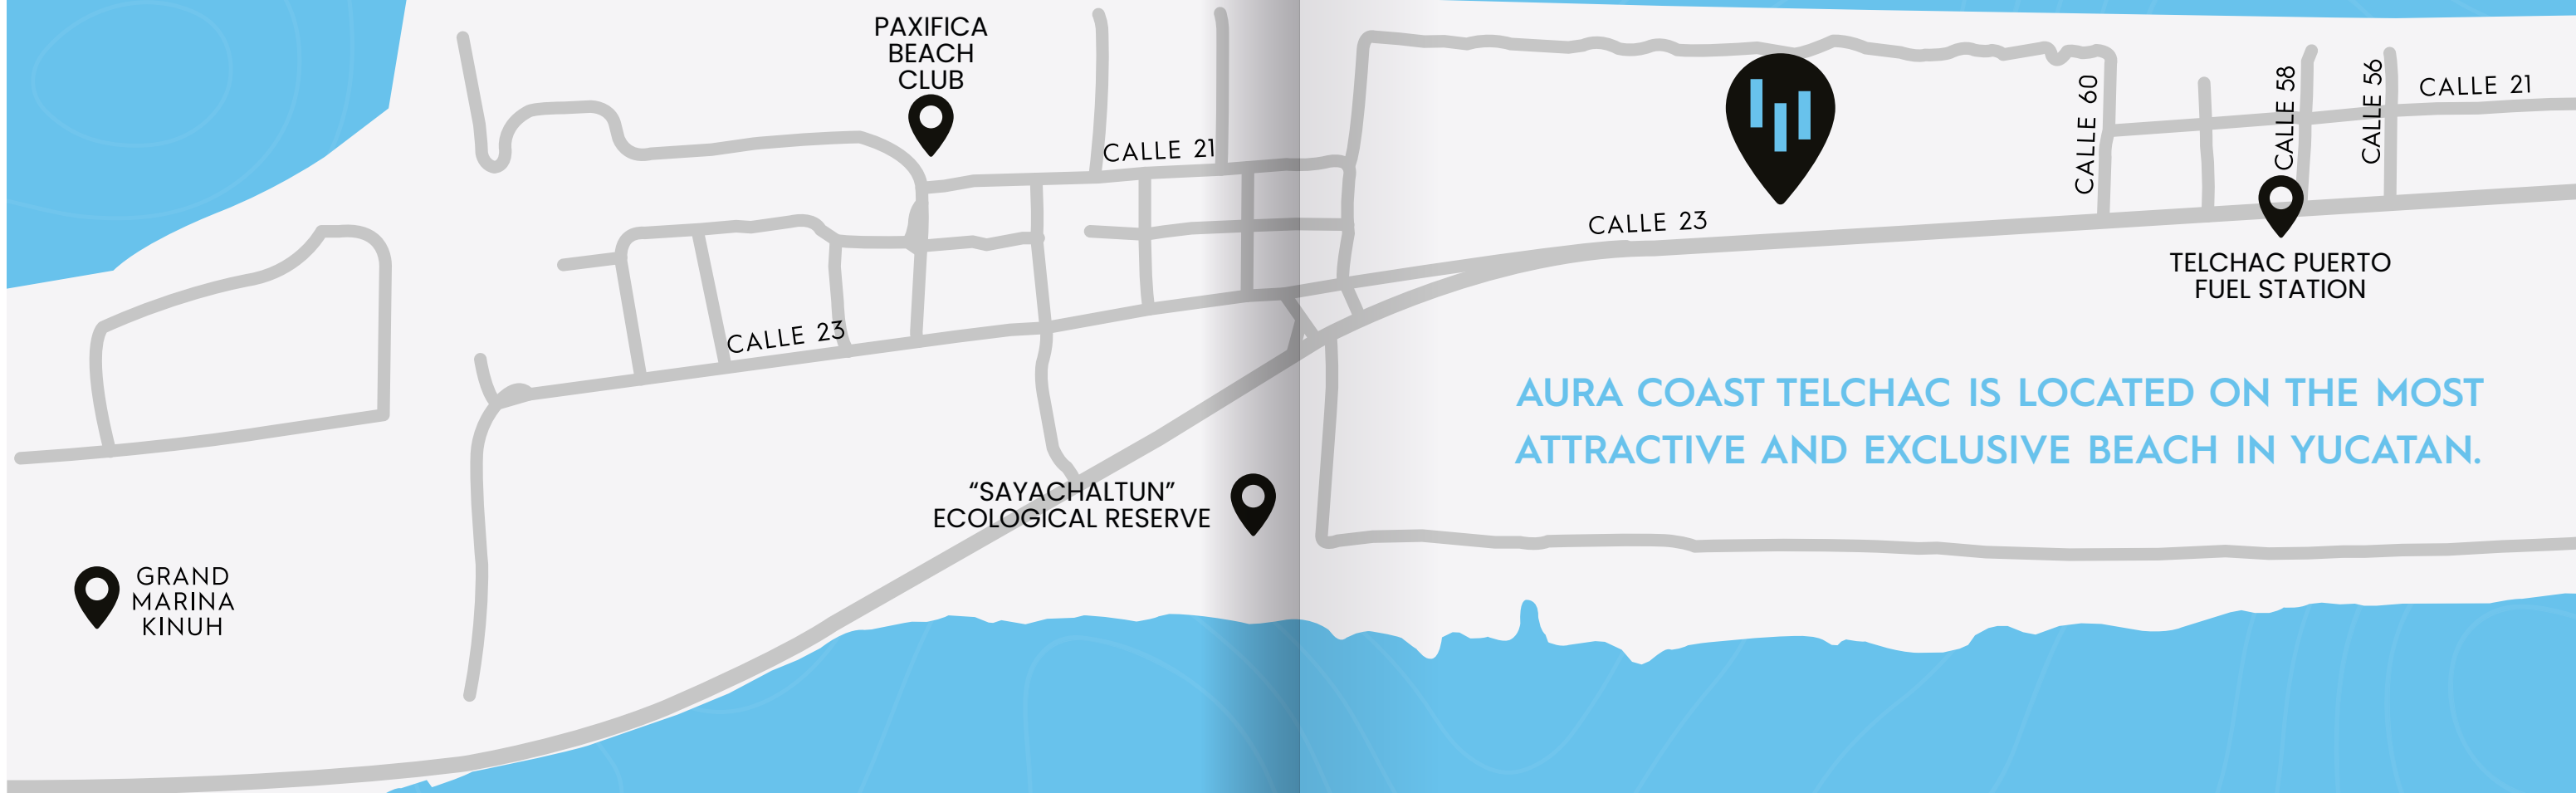 PAXIFICA
BEACH
CLUB
CALLE 21
CALLE 23
CALLE 23
CALLE 60
CALLE 58
CALLE 56
CALLE 21
TELCHAC PUERTO
FUEL STATION
AURA COAST TELCHAC IS LOCATED ON THE MOST
ATTRACTIVE AND EXCLUSIVE BEACH IN YUCATAN.
“SAYACHALTUN”
ECOLOGICAL RESERVE
GRAND
MARINA
KINUH